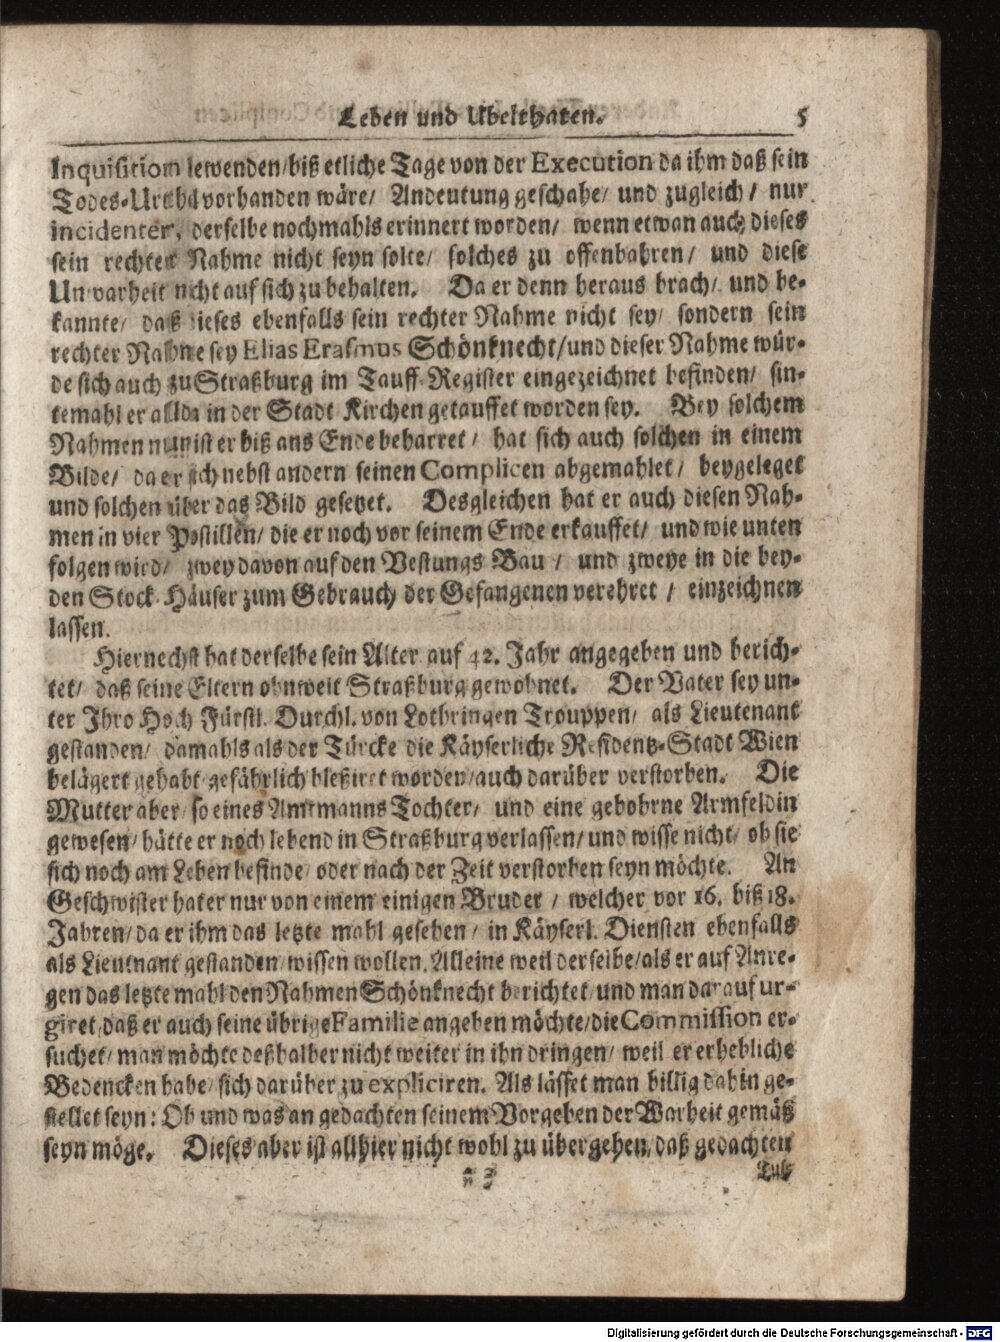 Leben und Ubelthaten. 5
Inquisition lewenden/ biß etliche Tage von der Execution da ihm daß sein
Todes-Urthel vorhanden wäre/ Andeutung geschahe/ und zugleich/ nur
incidenter, derselbe nochmahls erinnert worden/ wenn etwan auch dieses
sein rechter Nahme nicht seyn solte/ solches zu offenbahren/ und diese
Unwarheit nicht auf sich zu behalten. Da er denn heraus brach/ und be-
kannte/ daß dieses ebenfalls sein rechter Nahme nicht sey/ sondern sein
rechter Nahme sey Elias Erasmus Schönknecht/ und dieser Nahme wür-
de sich auch zu Straßburg im Tauff-Register eingezeichnet befinden/ sin-
temahl er allda in der Stadt Kirchen getauffet worden sey. Bey solchem
Nahmen nun ist er biß ans Ende beharret/ hat sich auch solchen in einem
Bilde/ da er sich nebst andern seinen Complicen abgemahlet/ beygeleget
und solchen über das Bild gesetzet. Desgleichen hat er auch diesen Nah-
men in vier Postillen/ die er noch vor seinem Ende erkauffet/ und wie unten
folgen wird/ zwey davon auf den Vestungs Bau/ und zweye in die bey-
den Stock-Häuser zum Gebrauch der Gefangenen verehret/ einzeichnen
lassen.
Hiernechst hat derselbe sein Alter auf 42. Jahr angegeben und berich-
tet/ daß seine Eltern ohnweit Straßburg gewohnet. Der Vater sey un-
ter Ihro Hoch Fürstl. Durchl. von Lothringen Trouppen/ als Lieutenant
gestanden/ damahls als der Türcke die Käyserliche Residentz-Stadt Wien
belägert gehabt gefährlich bleßiret worden/ auch darüber verstorben. Die
Mutter aber/ so eines Amtmanns Tochter/ und eine gebohrne Armfeldin
gewesen/ hätte er noch lebend in Straßburg verlassen/ und wisse nicht/ ob sie
sich noch am Leben befinde/ oder nach der Zeit verstorben seyn möchte. An
Geschwister hat er nur von einem einigen Bruder/ welcher vor 16. biß 18.
Jahren/ da er ihm das letzte mahl gesehen/ in Käyserl. Diensten ebenfalls
als Lieutnant gestanden/ wissen wollen. Alleine weil derselbe/ als er auf Anre-
gen das letzte mahl den Nahmen Schönknecht berichtet/ und man darauf ur-
giret, daß er auch seine übrige Familie angeben möchte/ die Commission er-
suchet/ man möchte deßhalber nicht weiter in ihn dringen/ weil er erhebliche
Bedencken habe/ sich darüber zu expliciren. Als lässet man billig dahin ge-
stellet seyn: Ob und was an gedachten seinem Vorgeben der Warheit gemäß
seyn möge. Dieses aber ist allhier nicht wohl zu übergehen, daß gedachten
Digitalisierung gefördert durch die Deutsche Forschungsgemeinschaft - DFG